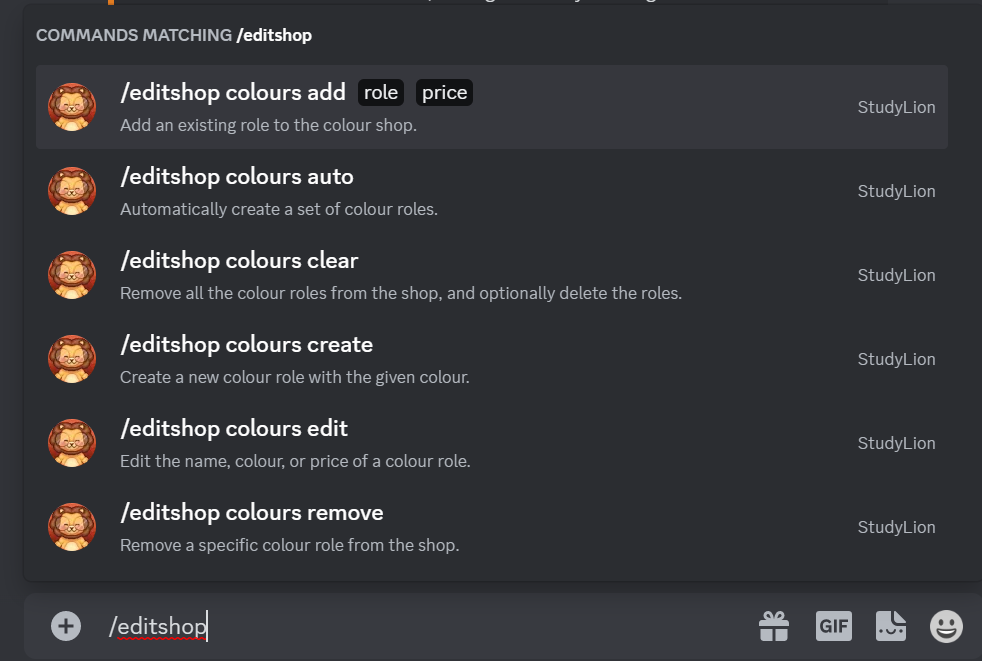 COMMANDS MATCHING /editshop
/editshop colours add role price
Add an existing role to the colour shop.
StudyLion
/editshop colours auto
Automatically create a set of colour roles.
StudyLion
/editshop colours clear
Remove all the colour roles from the shop, and optionally delete the roles.
StudyLion
/editshop colours create
Create a new colour role with the given colour.
StudyLion
/editshop colours edit
Edit the name, colour, or price of a colour role.
StudyLion
/editshop colours remove
Remove a specific colour role from the shop.
StudyLion
/editshop
GIF